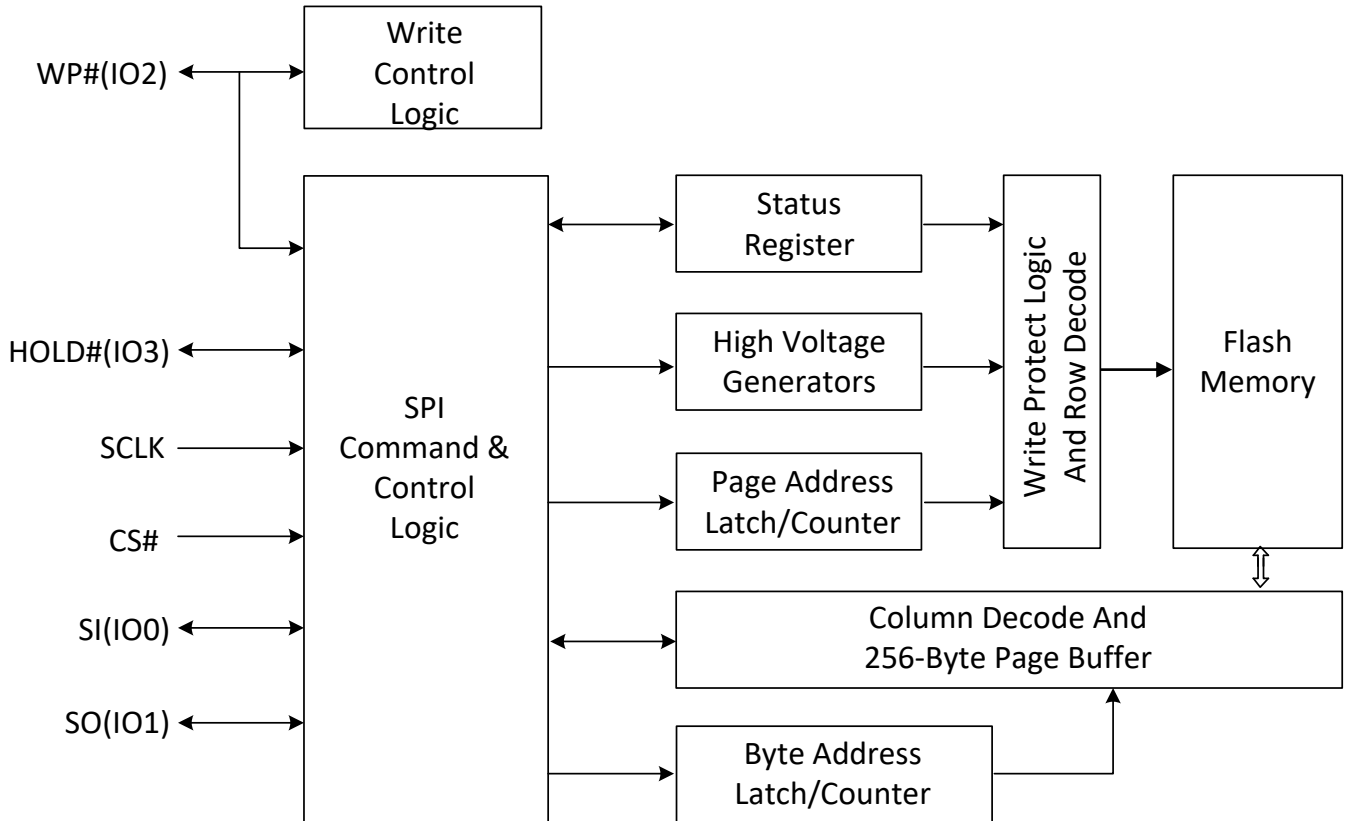 Write
Control
Logic
WP#(IO2)
HOLD#(IO3)
SCLK
CS#
SI(IO0)
SO(IO1)
SPI
Command &
Control
Logic
Status
Register
High Voltage
Generators
Page Address
Latch/Counter
Write Protect Logic
And Row Decode
Flash
Memory
Column Decode And
256-Byte Page Buffer
Byte Address
Latch/Counter